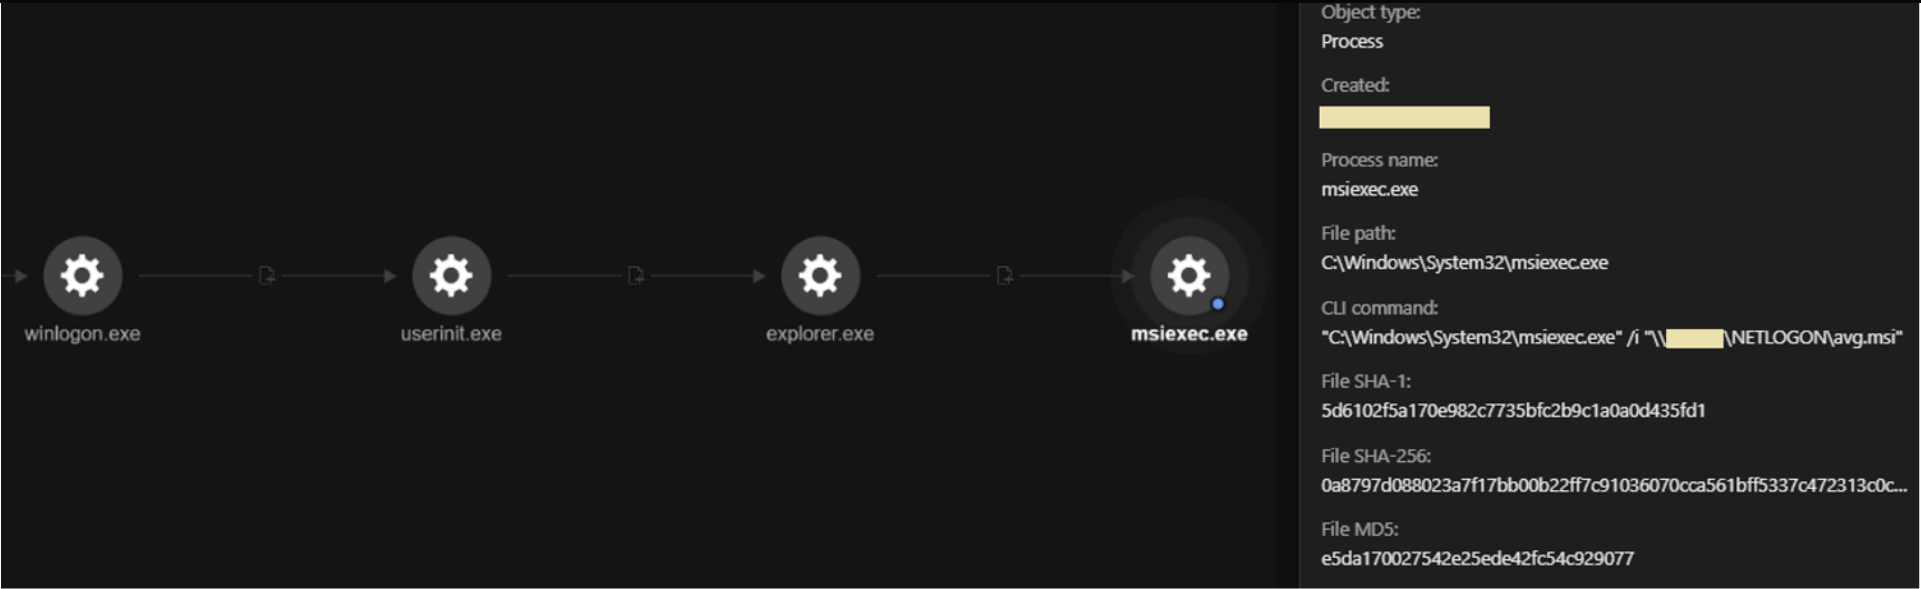 winlogon.exe
userinit.exe
explorer.exe
msiexec.exe
Object type:
Process
Created:
Process name:
msiexec.exe
File path:
C:\Windows\System32\msiexec.exe
CLI command:
"C:\Windows\System32\msiexec.exe" /i "\\ \NETLOGON\avg.msi"
File SHA-1:
5d6102f5a170e982c7735bfc2b9c1a0a0d435fd1
File SHA-256:
0a8797d088023a7f17bb00b22ff7c91036070cca561bff5337c472313c0c...
File MD5:
e5da170027542e25ede42fc54c929077